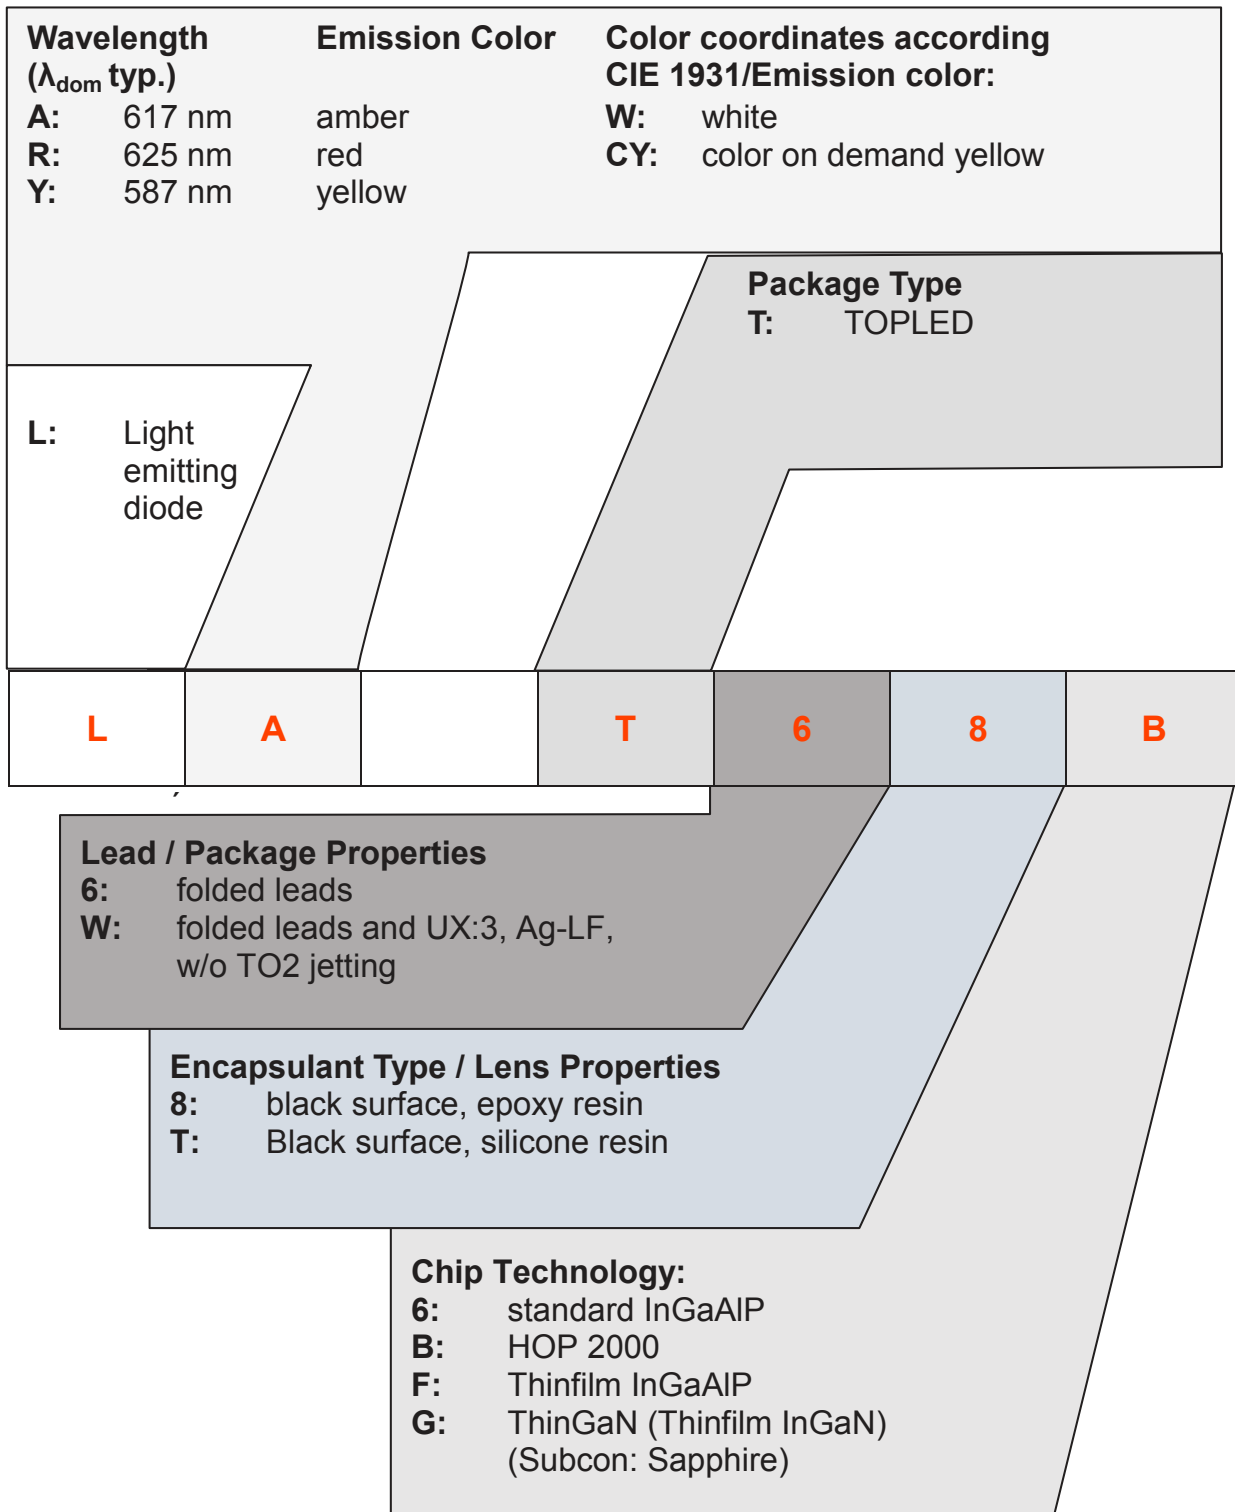 Wavelength Emission Color Color coordinates according
(λdom typ.) CIE 1931/Emission color:
A: 617 nm amber W: white
R: 625 nm red CY: color on demand yellow
Y: 587 nm yellow
Package Type
T: TOPLED
L: Light
emitting
diode
L A T 6 8 B
Lead / Package Properties
6: folded leads
W: folded leads and UX:3, Ag-LF,
w/o TO2 jetting
Encapsulant Type / Lens Properties
8: black surface, epoxy resin
T: Black surface, silicone resin
Chip Technology:
6: standard InGaAlP
B: HOP 2000
F: Thinfilm InGaAlP
G: ThinGaN (Thinfilm InGaN)
(Subcon: Sapphire)